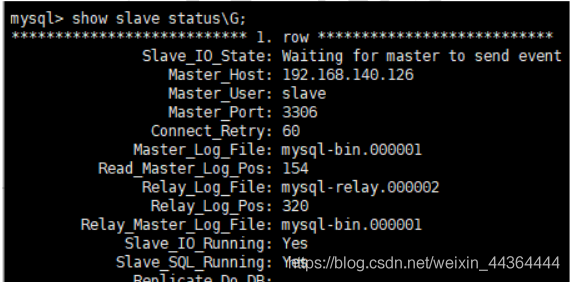 mysql> show slave status\G;
*************************** 1. row ***************************
Slave_IO_State: Waiting for master to send event
Master_Host: 192.168.140.126
Master_User: slave
Master_Port: 3306
Connect_Retry: 60
Master_Log_File: mysql-bin.000001
Read_Master_Log_Pos: 154
Relay_Log_File: mysql-relay.000002
Relay_Log_Pos: 320
Relay_Master_Log_File: mysql-bin.000001
Slave_IO_Running: Yes
Slave_SQL_Running: Yes
https://blog.csdn.net/weixin_44364444
Replicate_Do_DB: